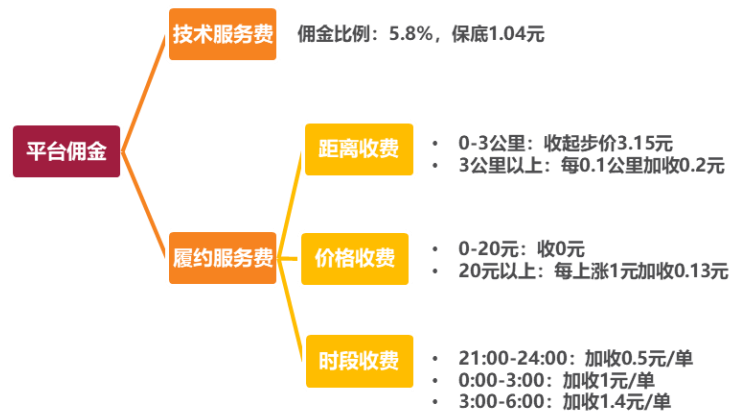 平台佣金
技术服务费
佣金比例：5.8%，保底1.04元
履约服务费
距离收费
• 0-3公里：收起步价3.15元
• 3公里以上：每0.1公里加收0.2元
价格收费
• 0-20元：收0元
• 20元以上：每上涨1元加收0.13元
时段收费
• 21:00-24:00：加收0.5元/单
• 0:00-3:00：加收1元/单
• 3:00-6:00：加收1.4元/单